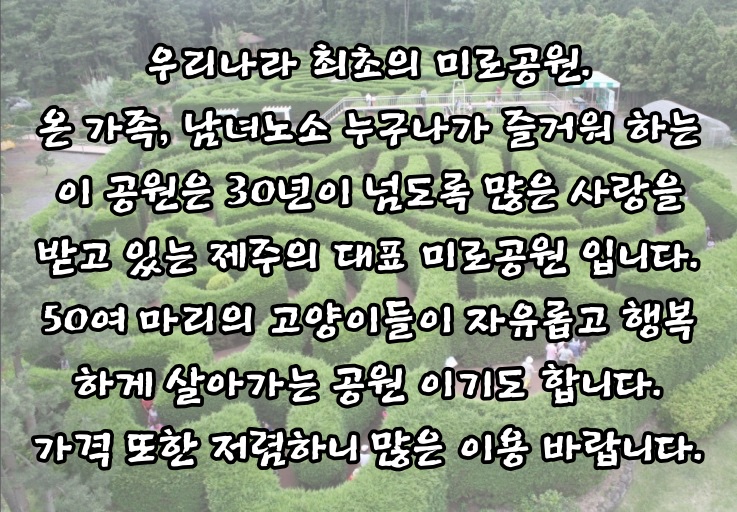 우리나라 최초의 미로공원.
온 가족, 남녀노소 누구나가 즐거워 하는
이 공원은 30년이 넘도록 많은 사랑을
받고 있는 제주의 대표 미로공원 입니다.
50여 마리의 고양이들이 자유롭고 행복
하게 살아가는 공원 이기도 합니다.
가격 또한 저렴하니 많은 이용 바랍니다.